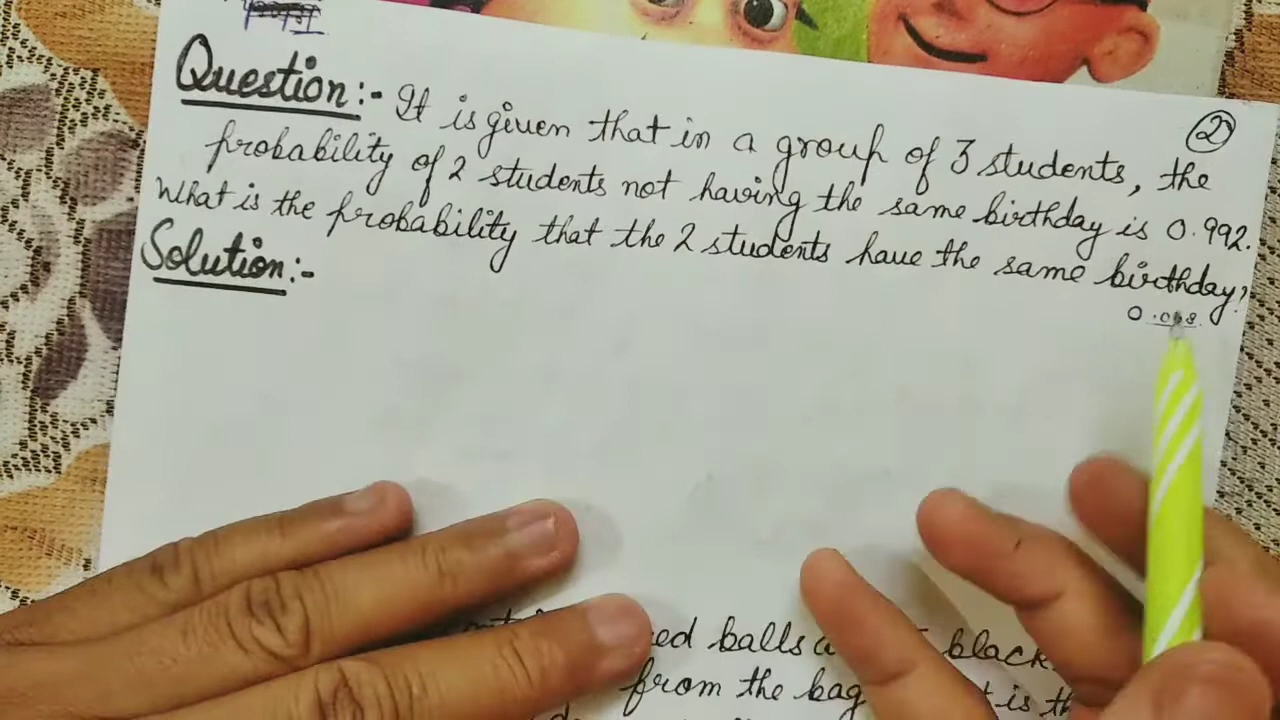 Question:- It is given that in a group of 3 students, the
probability of 2 students not having the same birthday is 0.992.
What is the probability that the 2 students have the same birthday?
Solution:-
0.008
2
balls
black
from the bag
is